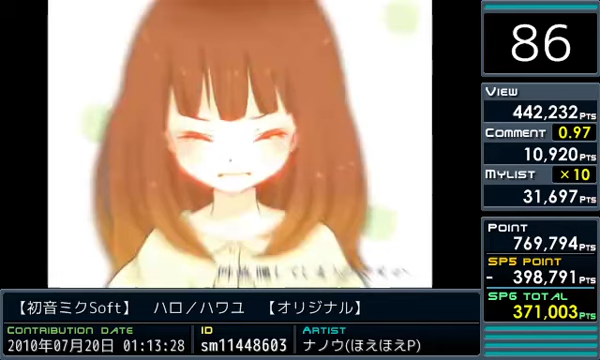 86
VIEW
442,232PTS
COMMENT 0.97
10,920PTS
MYLIST ×10
31,697PTS
POINT
769,794PTS
SP5 POINT
- 398,791PTS
SP6 TOTAL
371,003PTS
【初音ミクSoft】 ハロ／ハワユ 【オリジナル】
CONTRIBUTION DATE
2010年07月20日 01:13:28
ID
sm11448603
ARTIST
ナノウ(ほえほえP)